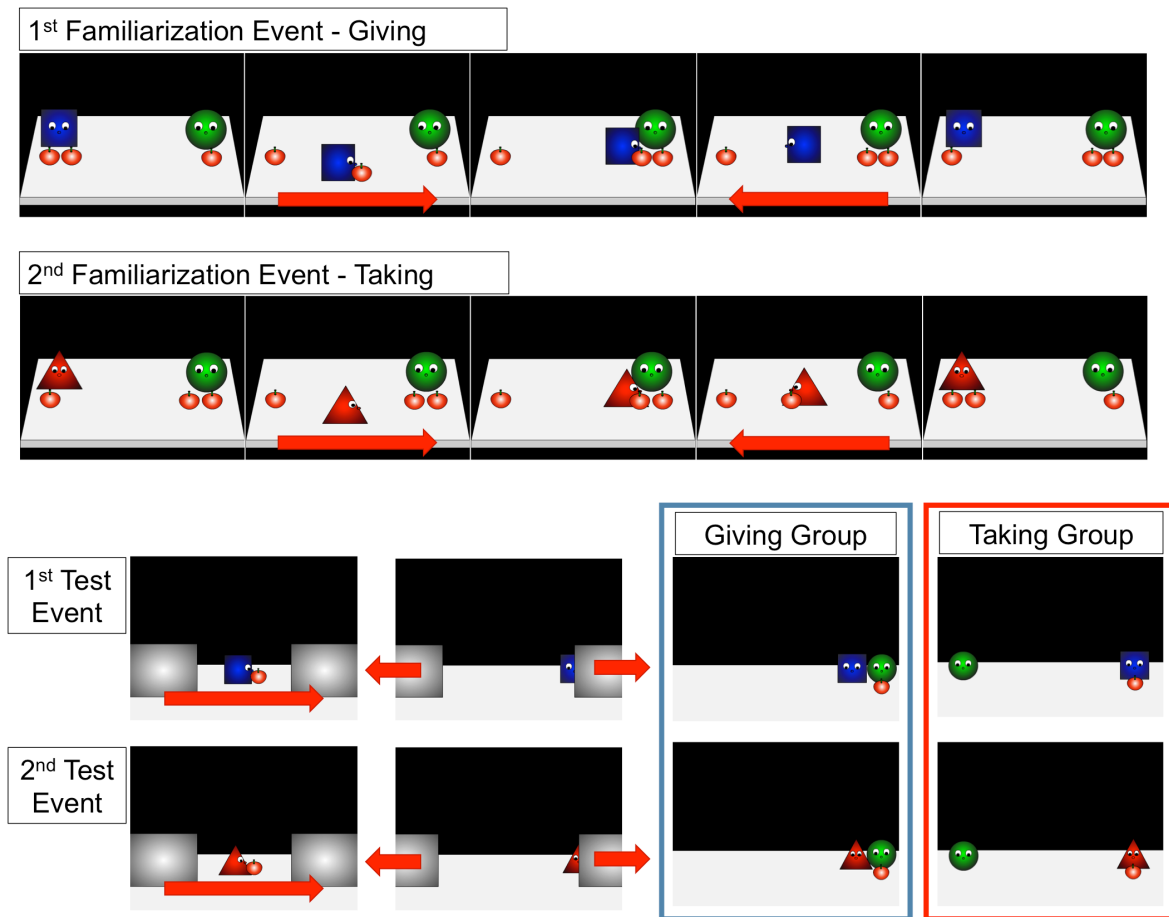 1st Familiarization Event - Giving
2nd Familiarization Event - Taking
Giving Group
Taking Group
1st Test
Event
2nd Test
Event